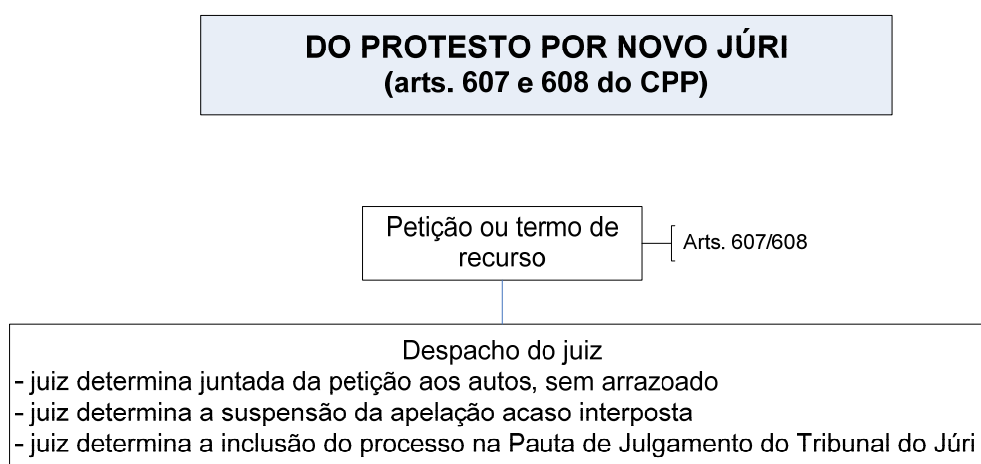 DO PROTESTO POR NOVO JÚRI
(arts. 607 e 608 do CPP)
Petição ou termo de
recurso
Arts. 607/608
Despacho do juiz
- juiz determina juntada da petição aos autos, sem arrazoado
- juiz determina a suspensão da apelação acaso interposta
- juiz determina a inclusão do processo na Pauta de Julgamento do Tribunal do Júri